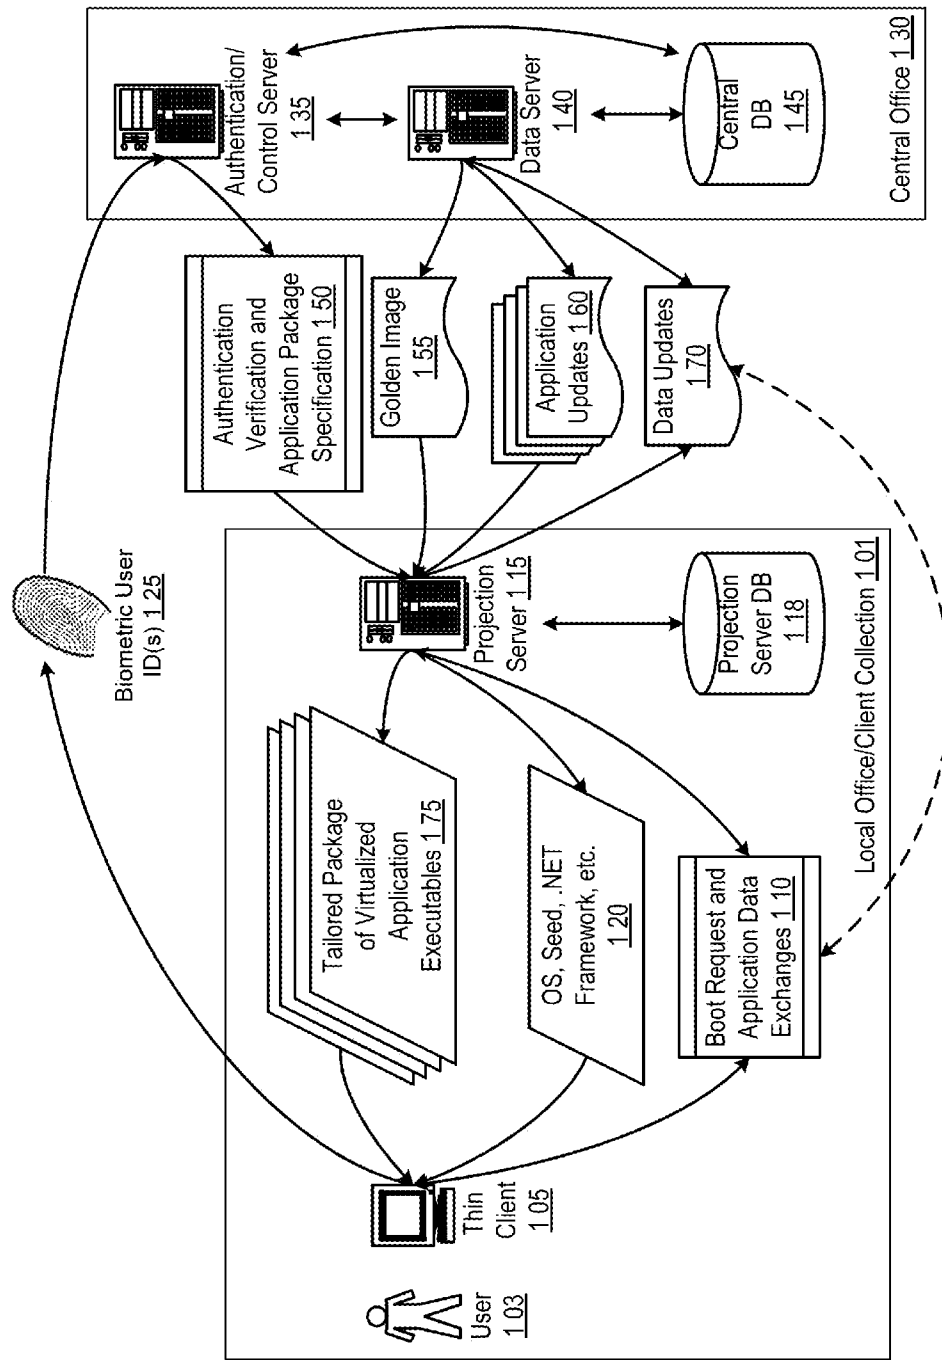 Biometric User
ID(s) 1.25
Authentication/
Control Server
1.35
Data Server
1.40
Central
DB
1.45
Central Office 1.30
Authentication
Verification and
Application Package
Specification 1.50
Golden Image
1.55
Application
Updates 1.60
Data Updates
1.70
Projection
Server 1.15
Projection
Server DB
1.18
Local Office/Client Collection 1.01
Tailored Package
of Virtualized
Application
Executables 1.75
OS, Seed, .NET
Framework, etc.
1.20
Boot Request and
Application Data
Exchanges 1.10
Thin
Client
1.05
User
1.03